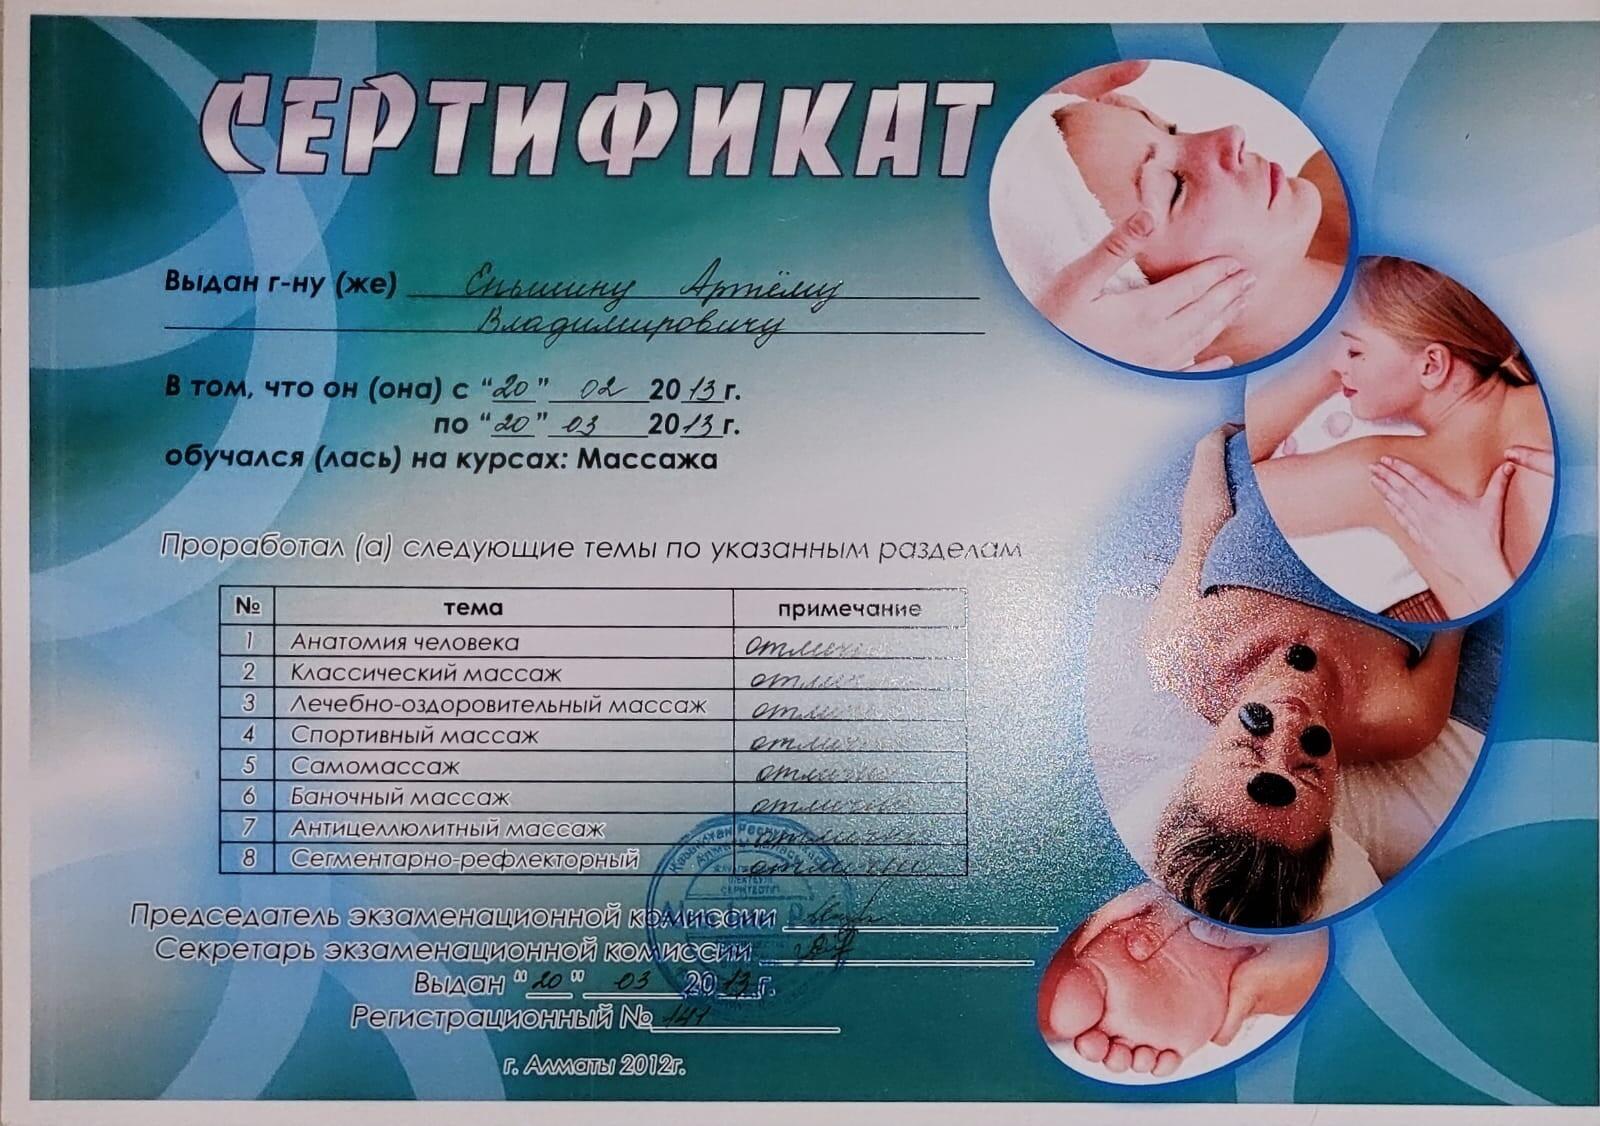 СЕРТИФИКАТ
Выдан г-ну (же) Епьшину Артёму
Владимировичу
В том, что он (она) с "20" 02 2013 г.
по "20" 03 2013 г.
обучался (лась) на курсах: Массажа
Проработал (а) следующие темы по указанным разделам
№ тема примечание
1 Анатомия человека
2 Классический массаж
3 Лечебно-оздоровительный массаж
4 Спортивный массаж
5 Самомассаж
6 Баночный массаж
7 Антицеллюлитный массаж
8 Сегментарно-рефлекторный
Председатель экзаменационной комиссии
Секретарь экзаменационной комиссии
Выдан "20" 03 2013 г.
Регистрационный № 141
г. Алматы 2012г.